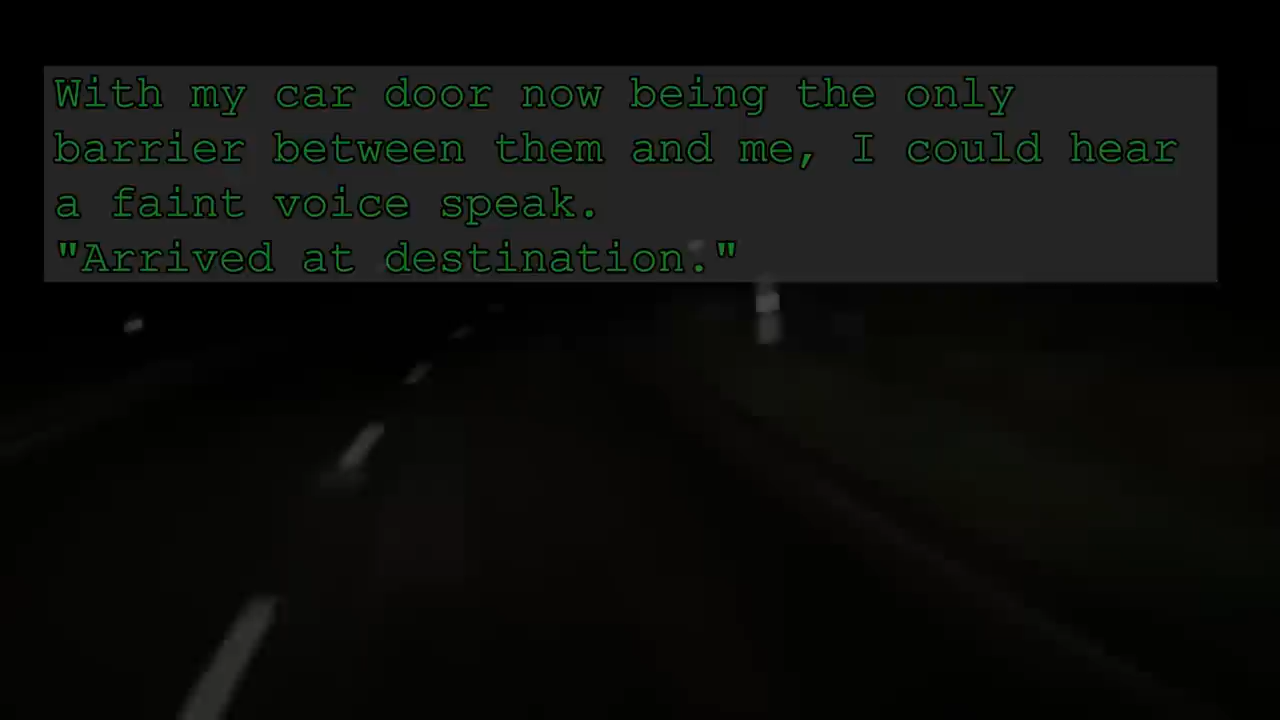 With my car door now being the only
barrier between them and me, I could hear
a faint voice speak.
"Arrived at destination."